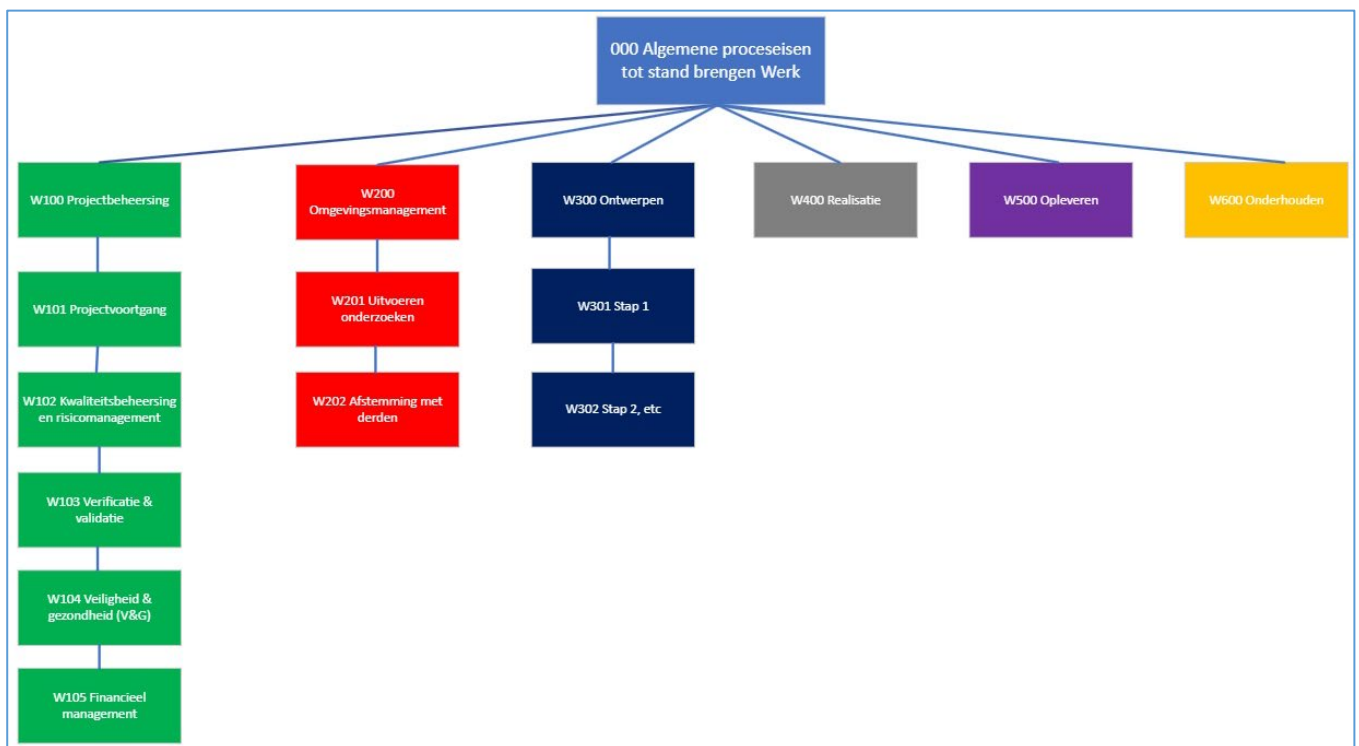 000 Algemene proceseisen
tot stand brengen Werk
W100 Projectbeheersing
W200
Omgevingsmanagement
W300 Ontwerpen
W400 Realisatie
W500 Opleveren
W600 Onderhouden
W101 Projectvoortgang
W201 Uitvoeren
onderzoeken
W301 Stap 1
W102 Kwaliteitsbeheersing
en risicomanagement
W202 Afstemming met
derden
W302 Stap 2, etc
W103 Verificatie &
validatie
W104 Veiligheid &
gezondheid (V&G)
W105 Financieel
management